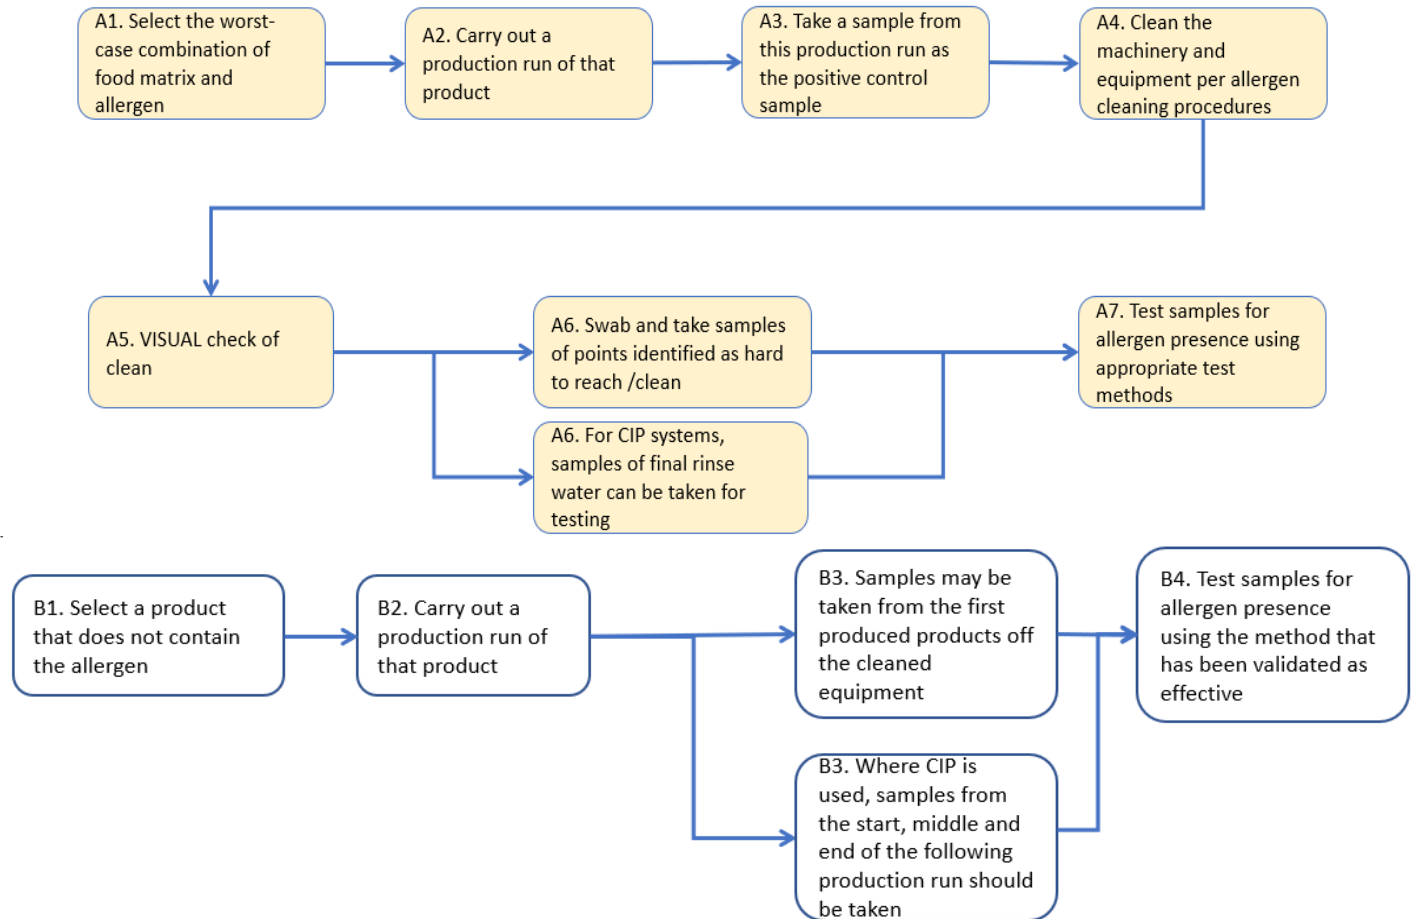 A1. Select the worst-
case combination of
food matrix and
allergen
A2. Carry out a
production run of that
product
A3. Take a sample from
this production run as
the positive control
sample
A4. Clean the
machinery and
equipment per allergen
cleaning procedures
A5. VISUAL check of
clean
A6. Swab and take samples
of points identified as hard
to reach /clean
A6. For CIP systems,
samples of final rinse
water can be taken for
testing
A7. Test samples for
allergen presence using
appropriate test
methods
B1. Select a product
that does not contain
the allergen
B2. Carry out a
production run of
that product
B3. Samples may be
taken from the first
produced products off
the cleaned
equipment
B3. Where CIP is
used, samples from
the start, middle and
end of the following
production run should
be taken
B4. Test samples for
allergen presence
using the method that
has been validated as
effective